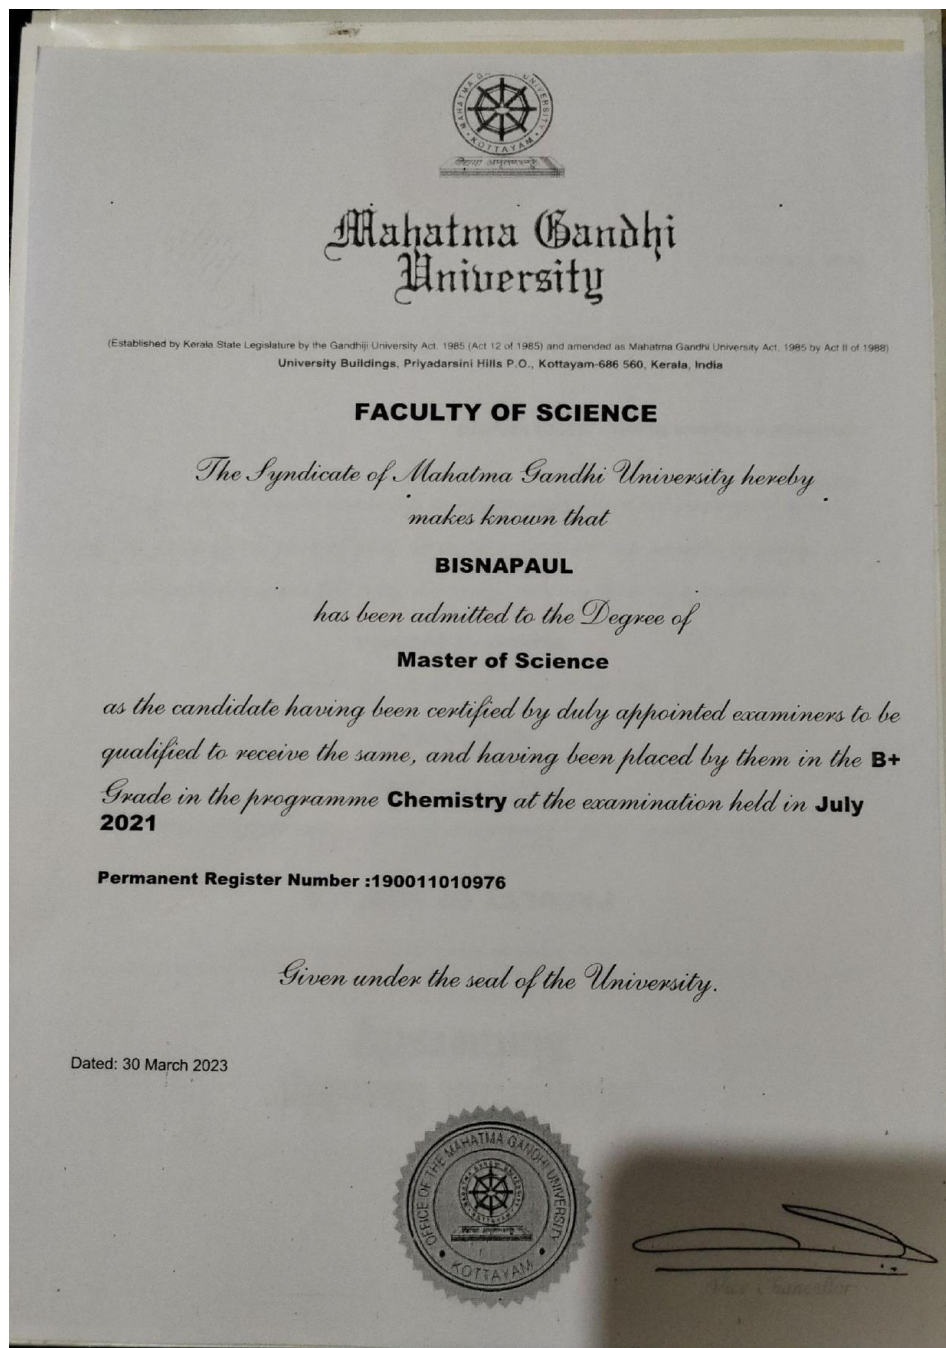 MAHATMA GANDHI UNIVERSITY
KOTTAYAM
Mahatma Gandhi
University
(Established by Kerala State Legislature by the Gandhiji University Act, 1985 (Act 12 of 1985) and amended as Mahatma Gandhi University Act, 1985 by Act II of 1988)
University Buildings, Priyadarsini Hills P.O., Kottayam-686 560, Kerala, India
FACULTY OF SCIENCE
The Syndicate of Mahatma Gandhi University hereby
makes known that
BISNAPAUL
has been admitted to the Degree of
Master of Science
as the candidate having been certified by duly appointed examiners to be
qualified to receive the same, and having been placed by them in the B+
Grade in the programme Chemistry at the examination held in July
2021
Permanent Register Number :190011010976
Given under the seal of the University.
Dated: 30 March 2023
OFFICE OF THE MAHATMA GANDHI UNIVERSITY
KOTTAYAM
Vice Chancellor